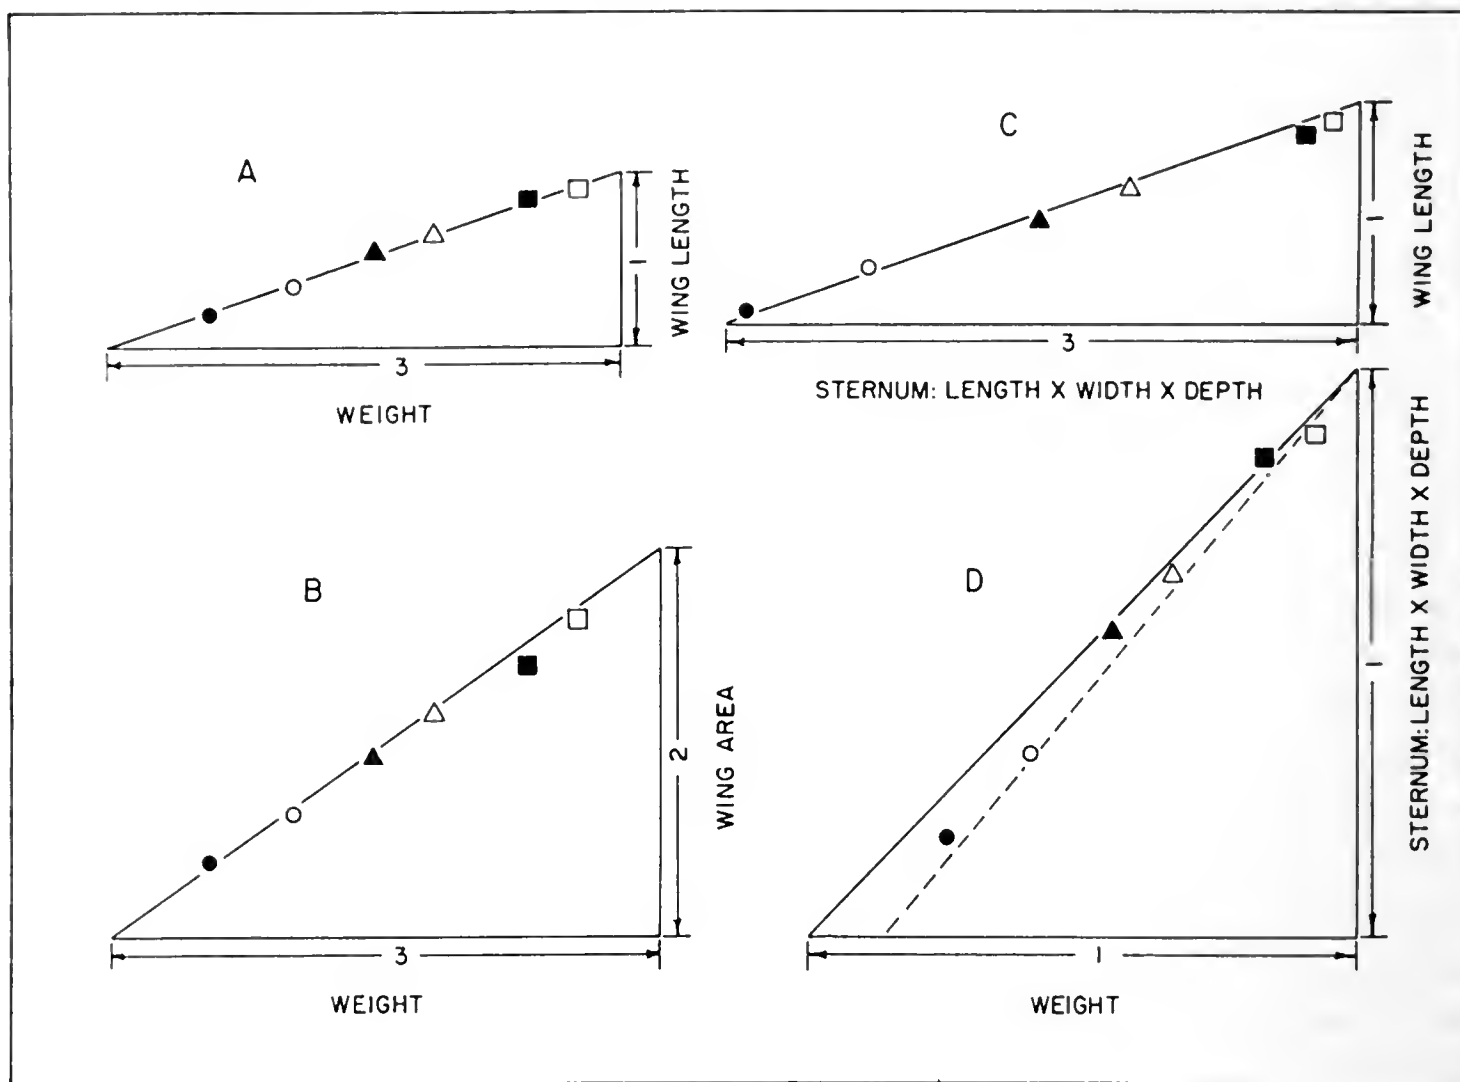 A
1
WING LENGTH
3
WEIGHT
C
1
WING LENGTH
3
STERNUM: LENGTH X WIDTH X DEPTH
B
2
WING AREA
3
WEIGHT
D
1
STERNUM:LENGTH X WIDTH X DEPTH
1
WEIGHT